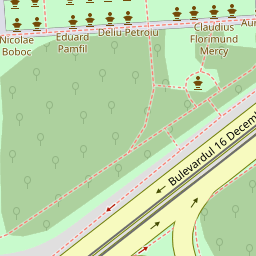 Nicolae
Boboc
Eduard
Pamfil
Deliu Petroiu
Claudius
Florimund
Mercy
Bulevardul 16 Decem